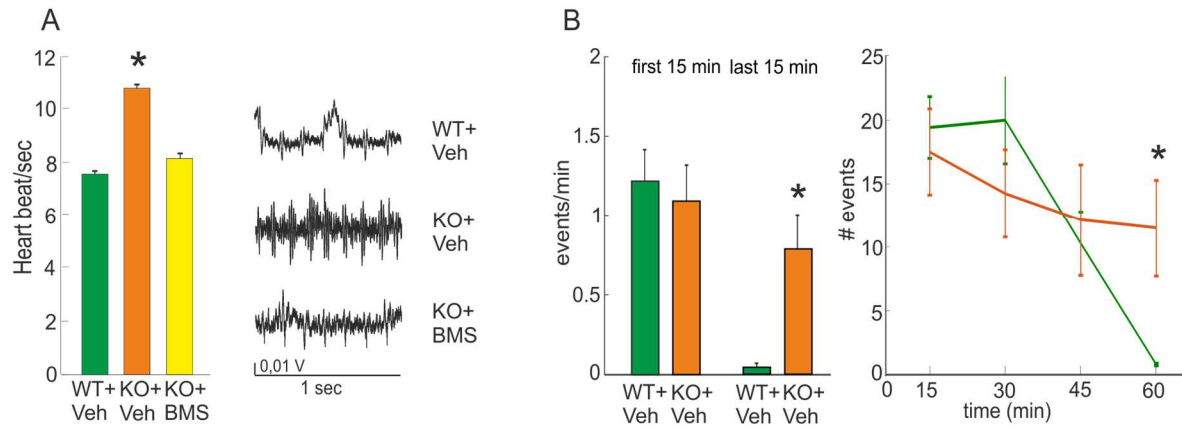 A
Heart beat/sec
12
10
8
6
4
2
0
*
WT+ KO+ KO+
Veh Veh BMS
WT+
Veh
KO+
Veh
KO+
BMS
0,01 V
1 sec
B
events/min
2
1.5
1
0.5
0
first 15 min last 15 min
*
WT+ KO+ WT+ KO+
Veh Veh Veh Veh
# events
25
20
15
10
5
0
*
15 30 45 60
time (min)